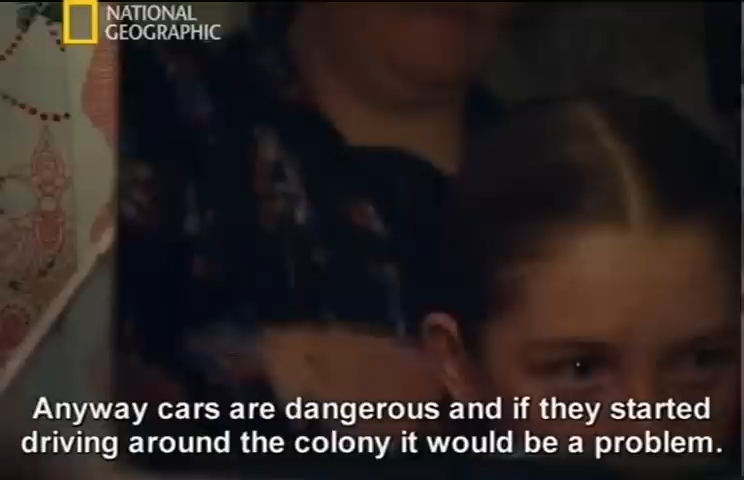 NATIONAL
GEOGRAPHIC
Anyway cars are dangerous and if they started
driving around the colony it would be a problem.